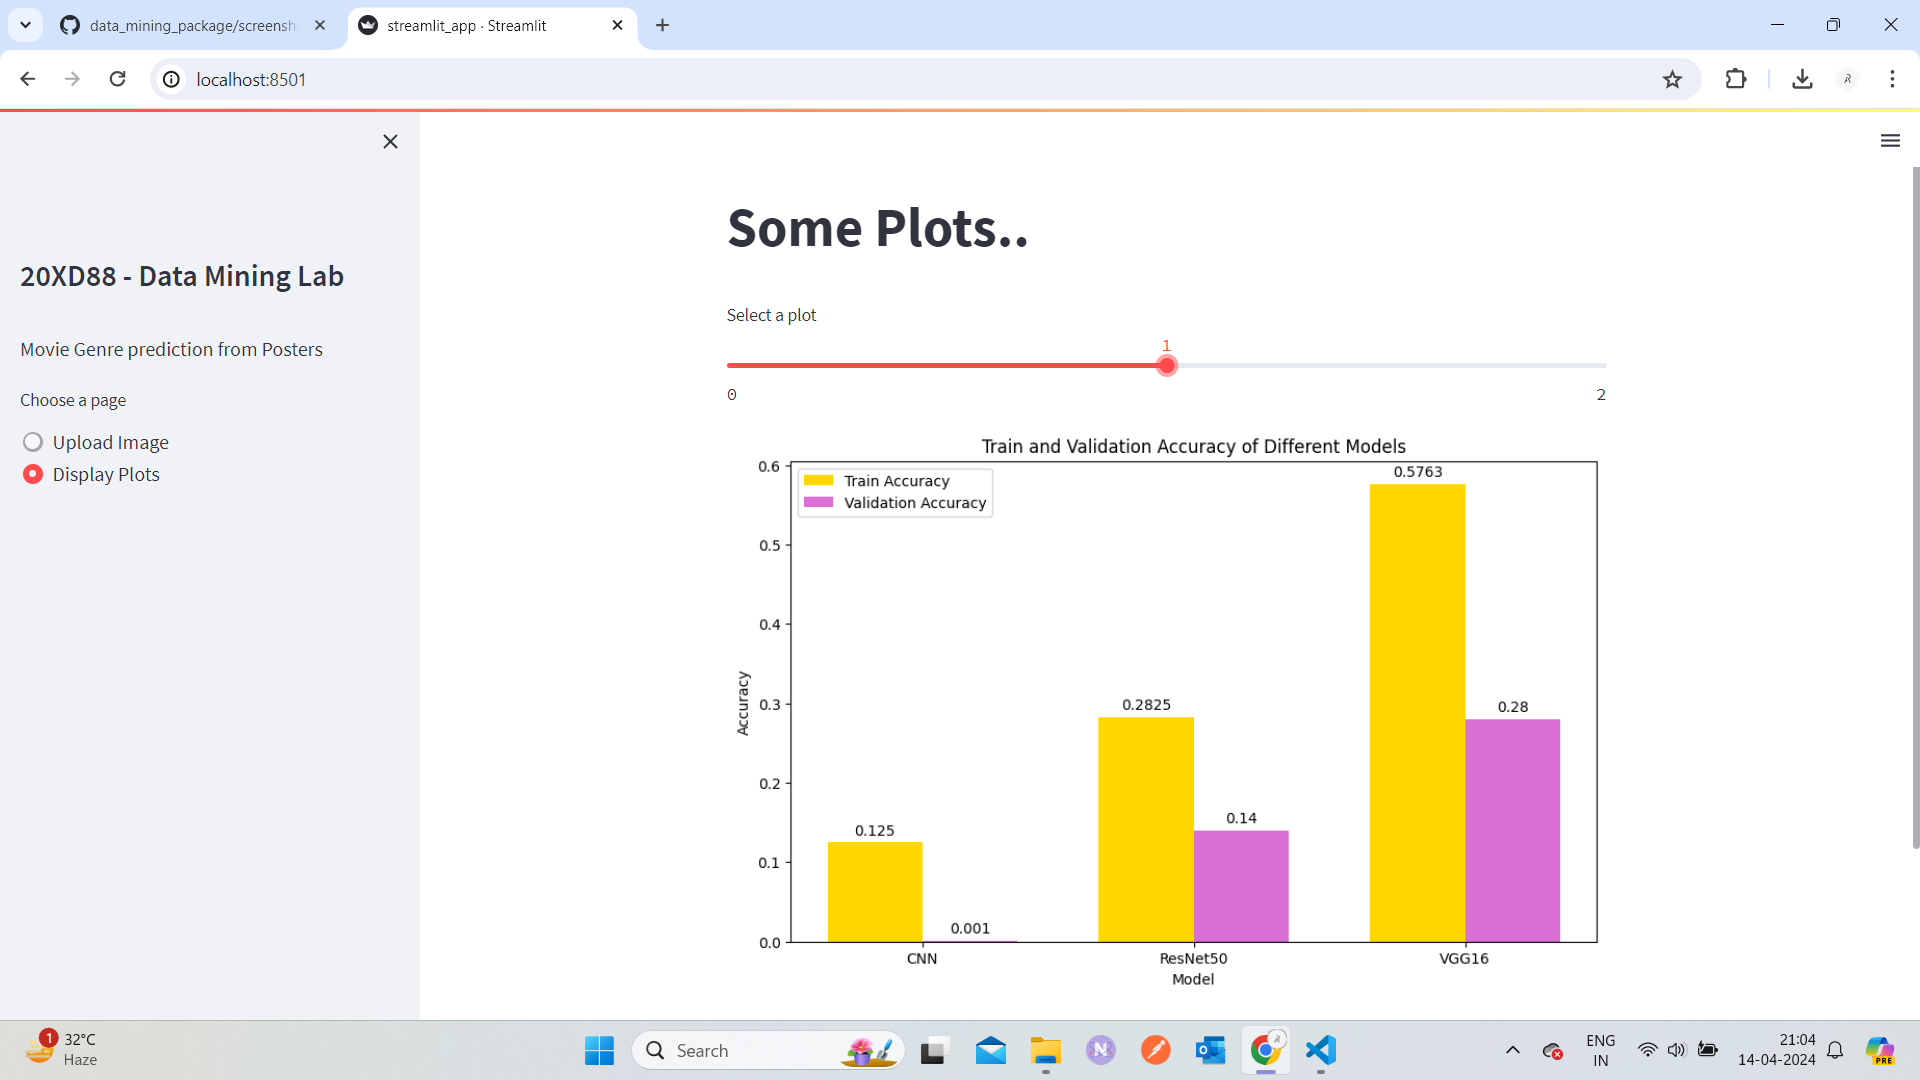 data_mining_package/screensh
streamlit_app · Streamlit
localhost:8501
20XD88 - Data Mining Lab
Movie Genre prediction from Posters
Choose a page
Upload Image
Display Plots
Some Plots..
Select a plot
1
0
2
Train and Validation Accuracy of Different Models
Train Accuracy
Validation Accuracy
0.6
0.5
0.4
0.3
0.2
0.1
0.0
Accuracy
0.125
0.001
0.2825
0.14
0.5763
0.28
CNN
ResNet50
VGG16
Model
1
32°C
Haze
Search
N
PRE
ENG
IN
21:04
14-04-2024